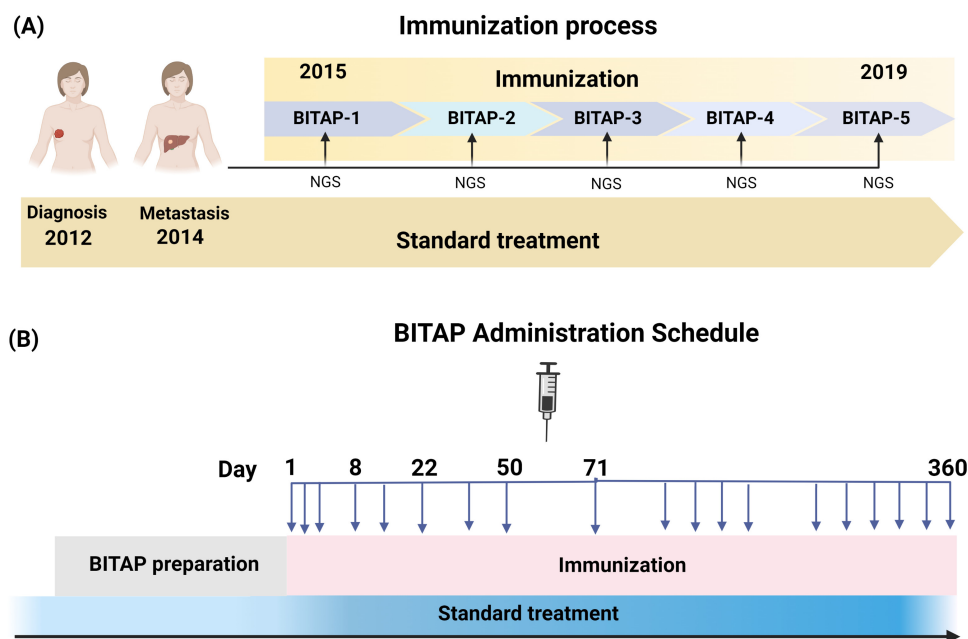 (A)
Immunization process
2015
Immunization
2019
BITAP-1
BITAP-2
BITAP-3
BITAP-4
BITAP-5
NGS
NGS
NGS
NGS
NGS
Diagnosis
2012
Metastasis
2014
Standard treatment
(B)
BITAP Administration Schedule
Day 1 8 22 50 71 360
BITAP preparation
Immunization
Standard treatment